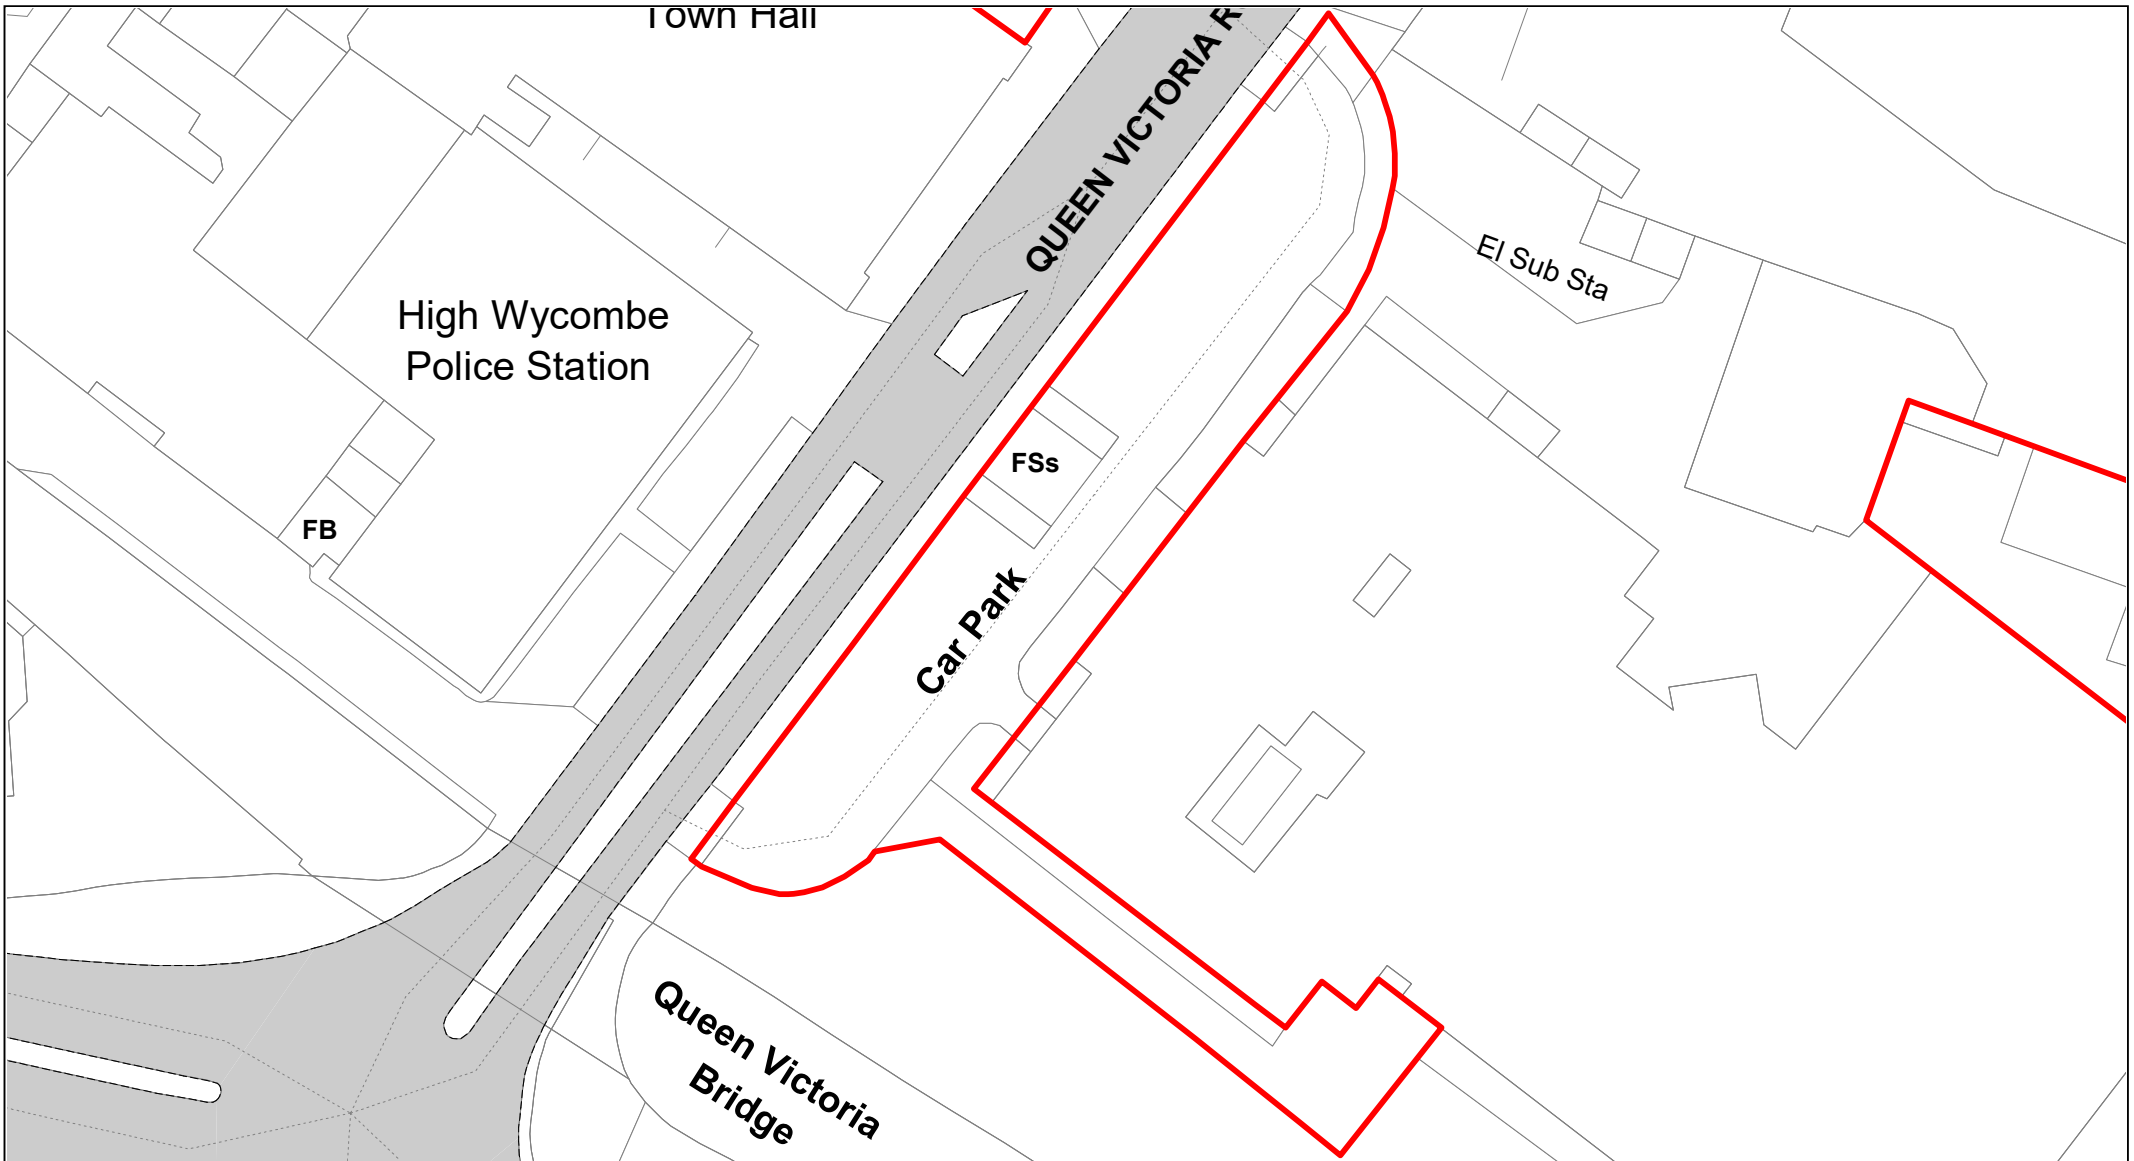 Town Hall
QUEEN VICTORIA R
El Sub Sta
High Wycombe
Police Station
FSs
FB
Car Park
Queen Victoria
Bridge